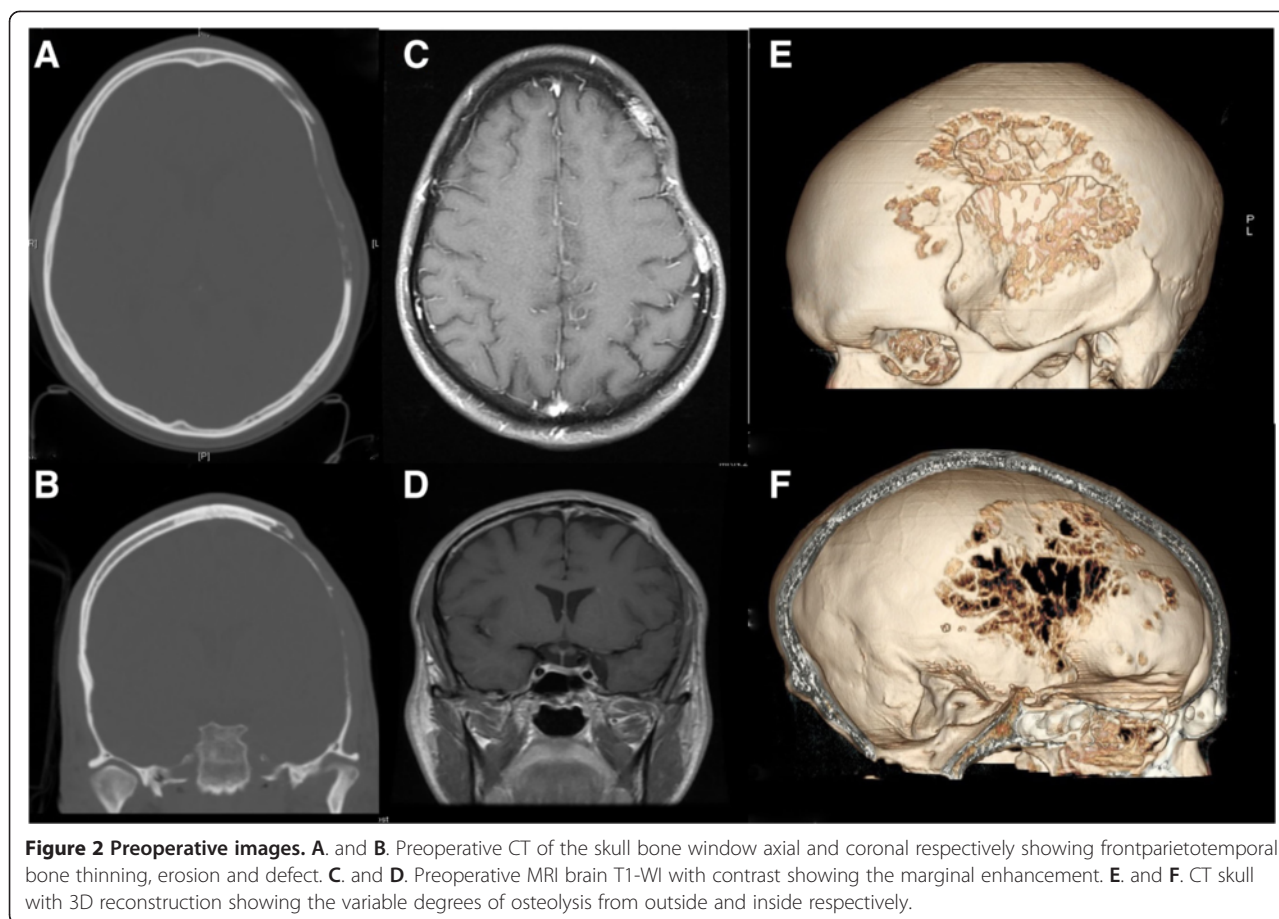 A
C
E
[R]
[L
P
L
[P]
B
D
F
Figure 2 Preoperative images. A. and B. Preoperative CT of the skull bone window axial and coronal respectively showing frontparietotemporal
bone thinning, erosion and defect. C. and D. Preoperative MRI brain T1-WI with contrast showing the marginal enhancement. E. and F. CT skull
with 3D reconstruction showing the variable degrees of osteolysis from outside and inside respectively.